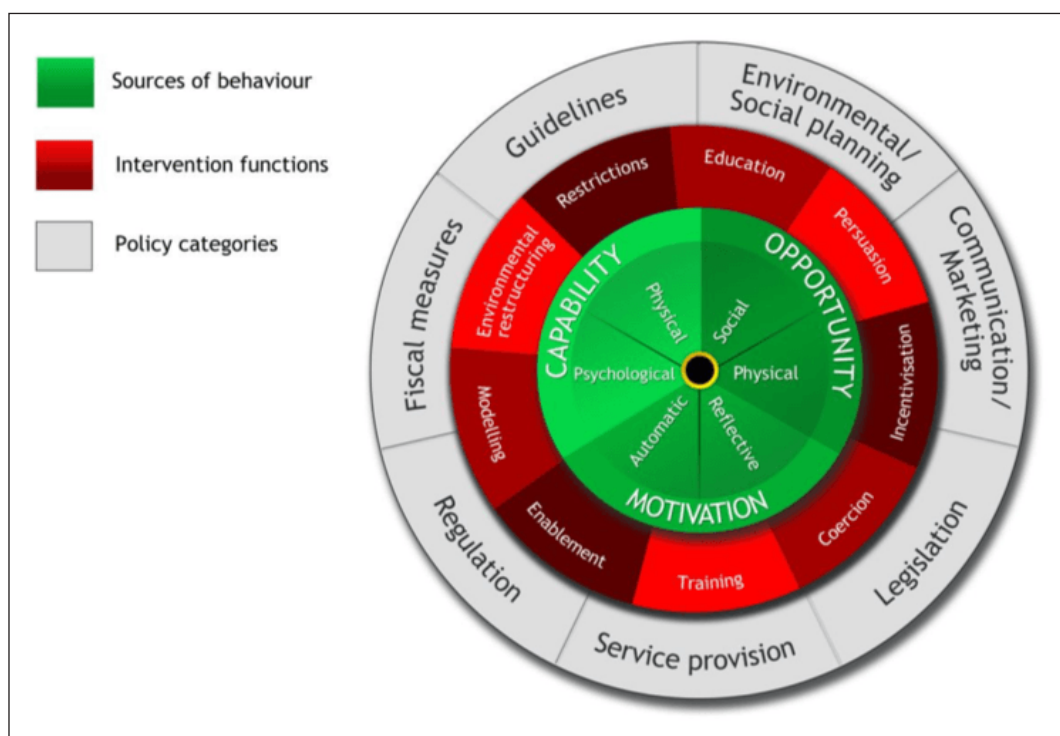 Sources of behaviour
Intervention functions
Policy categories
Guidelines
Environmental/
Social planning
Communication/
Marketing
Legislation
Service provision
Regulation
Fiscal measures
Restrictions
Education
Persuasion
Incentivisation
Coercion
Training
Enablement
Modelling
Environmental
restructuring
CAPABILITY
OPPORTUNITY
MOTIVATION
Physical
Social
Psychological
Physical
Automatic
Reflective